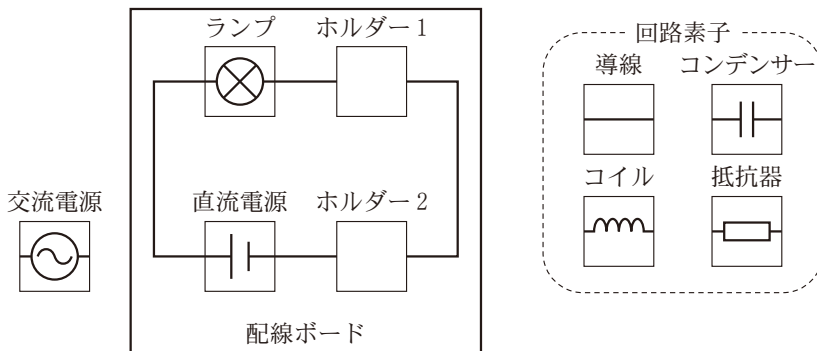 ランプ ホルダー 1
回路素子
導線 コンデンサー
コイル 抵抗器
交流電源
直流電源 ホルダー 2
配線ボード